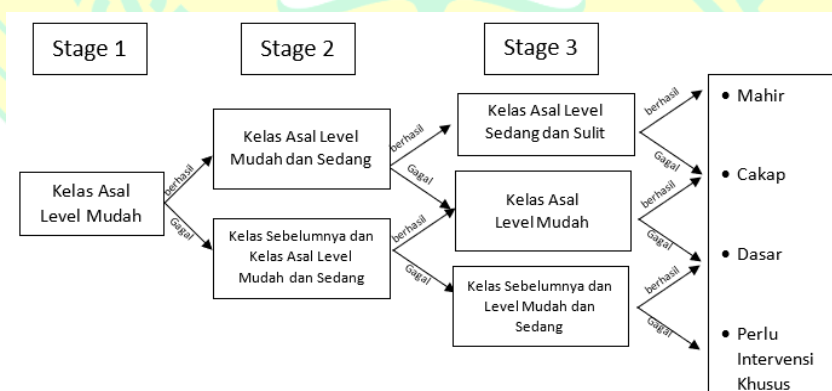 Stage 1
Stage 2
Stage 3
Kelas Asal
Level Mudah
berhasil
Gagal
Kelas Asal Level
Mudah dan Sedang
Kelas Sebelumnya dan
Kelas Asal Level
Mudah dan Sedang
berhasil
Gagal
berhasil
Gagal
Kelas Asal Level
Sedang dan Sulit
Kelas Asal
Level Mudah
Kelas Sebelumnya dan
Level Mudah dan
Sedang
berhasil
Gagal
berhasil
Gagal
berhasil
Gagal
• Mahir
• Cakap
• Dasar
• Perlu
Intervensi
Khusus